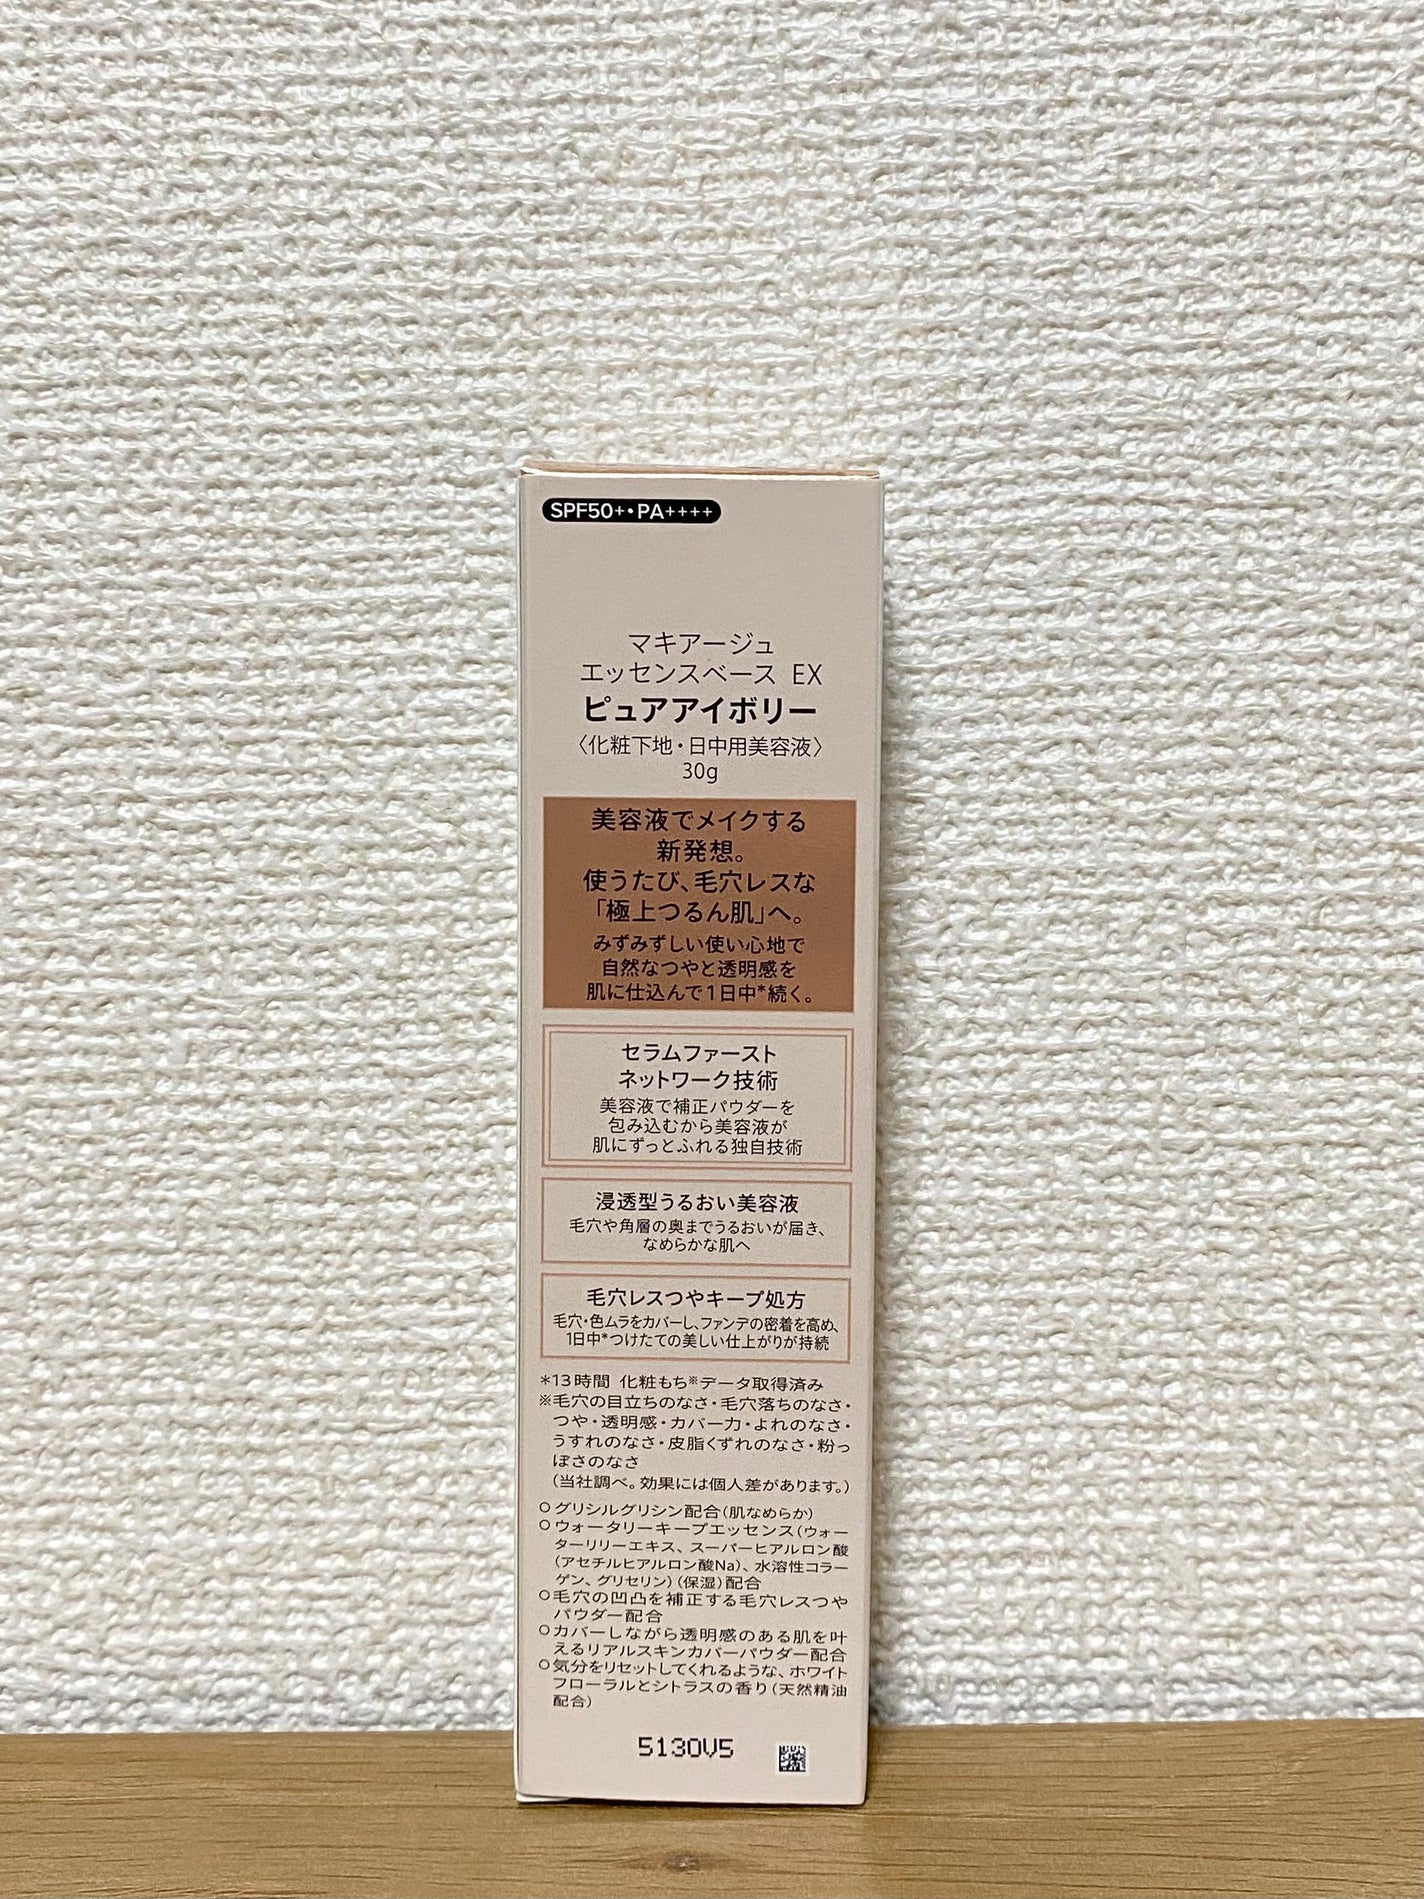 SPF50+・PA++++
マキアージュ
エッセンスベース EX
ピュアアイボリー
〈化粧下地・日中用美容液〉
30g
美容液でメイクする
新発想。
使うたび、毛穴レスな
「極上つるん肌」へ。
みずみずしい使い心地で
自然なつやと透明感を
肌に仕込んで1日中*続く。
セラムファースト
ネットワーク技術
美容液で補正パウダーを
包み込むから美容液が
肌にずっとふれる独自技術
浸透型うるおい美容液
毛穴や角層の奥までうるおいが届き、
なめらかな肌へ
毛穴レスつやキープ処方
毛穴・色ムラをカバーし、ファンデの密着を高め、
1日中*つけたての美しい仕上がりが持続
*13時間 化粧もち※データ取得済み
※毛穴の目立ちのなさ・毛穴落ちのなさ・
つや・透明感・カバー力・よれのなさ・
うすれのなさ・皮脂くずれのなさ・粉っ
ぽさのなさ
(当社調べ。効果には個人差があります。)
○グリシルグリシン配合(肌なめらか)
○ウォータリーキープエッセンス(ウォー
ターリリーエキス、スーパーヒアルロン酸
(アセチルヒアルロン酸Na)、水溶性コラー
ゲン、グリセリン)(保湿)配合
○毛穴の凹凸を補正する毛穴レスつや
パウダー配合
○カバーしながら透明感のある肌を叶
えるリアルスキンカバーパウダー配合
○気分をリセットしてくれるような、ホワイト
フローラルとシトラスの香り(天然精油
配合)
5130V5